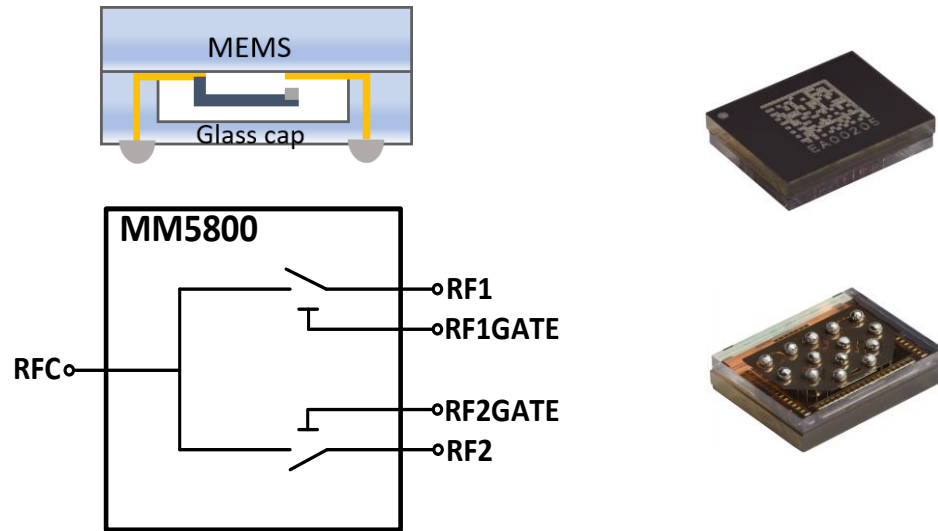 MEMS
Glass cap
EA00205
MM5800
RF1
RF1GATE
RFC
RF2GATE
RF2